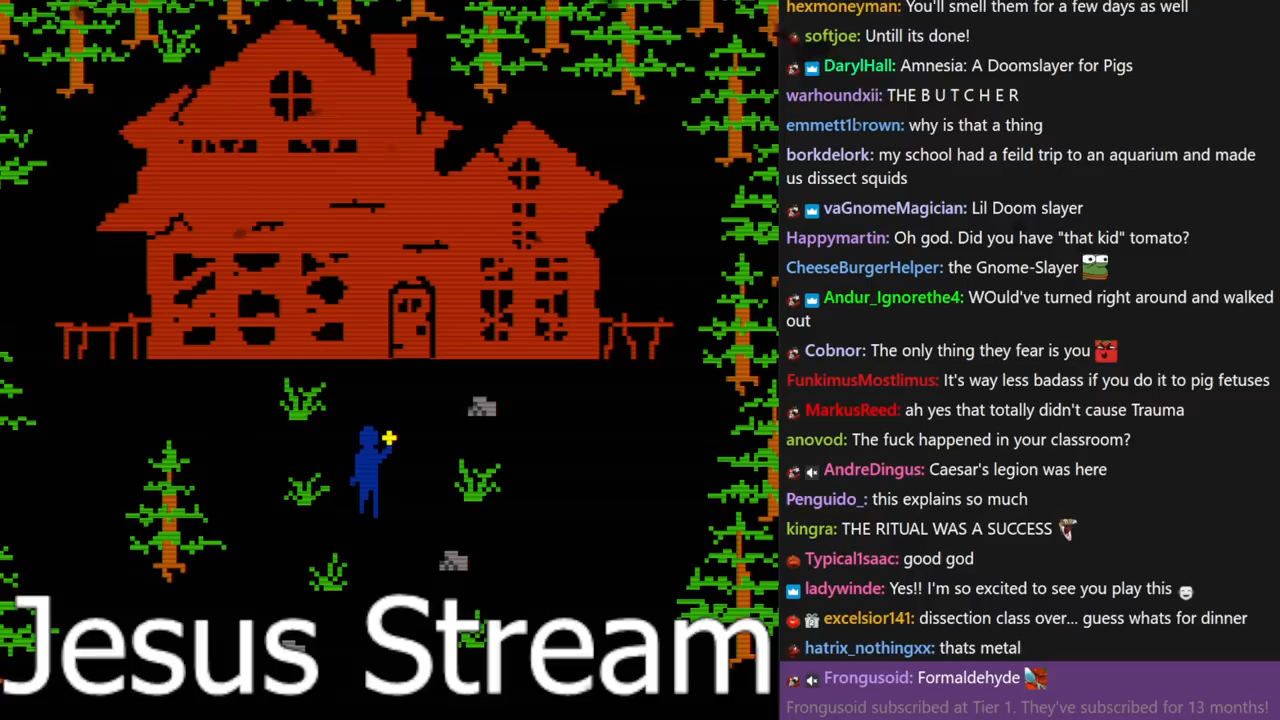 hexmoneyman: You'll smell them for a few days as well
softjoe: Untill its done!
DarylHall: Amnesia: A Doomslayer for Pigs
warhoundxii: THE B U T C H E R
emmett1brown: why is that a thing
borkdelork: my school had a feild trip to an aquarium and made
us dissect squids
vaGnomeMagician: Lil Doom slayer
Happymartin: Oh god. Did you have "that kid" tomato?
CheeseBurgerHelper: the Gnome-Slayer
Andur_Ignorethe4: WOuld've turned right around and walked
out
Cobnor: The only thing they fear is you
FunkimusMostlimus: It's way less badass if you do it to pig fetuses
MarkusReed: ah yes that totally didn't cause Trauma
anovod: The fuck happened in your classroom?
AndreDingus: Caesar's legion was here
Penguido_: this explains so much
kingra: THE RITUAL WAS A SUCCESS
Typical1saac: good god
ladywinde: Yes!! I'm so excited to see you play this
excelsior141: dissection class over... guess whats for dinner
hatrix_nothingxx: thats metal
Frongusoid: Formaldehyde
Frongusoid subscribed at Tier 1. They've subscribed for 13 months!
Jesus Stream